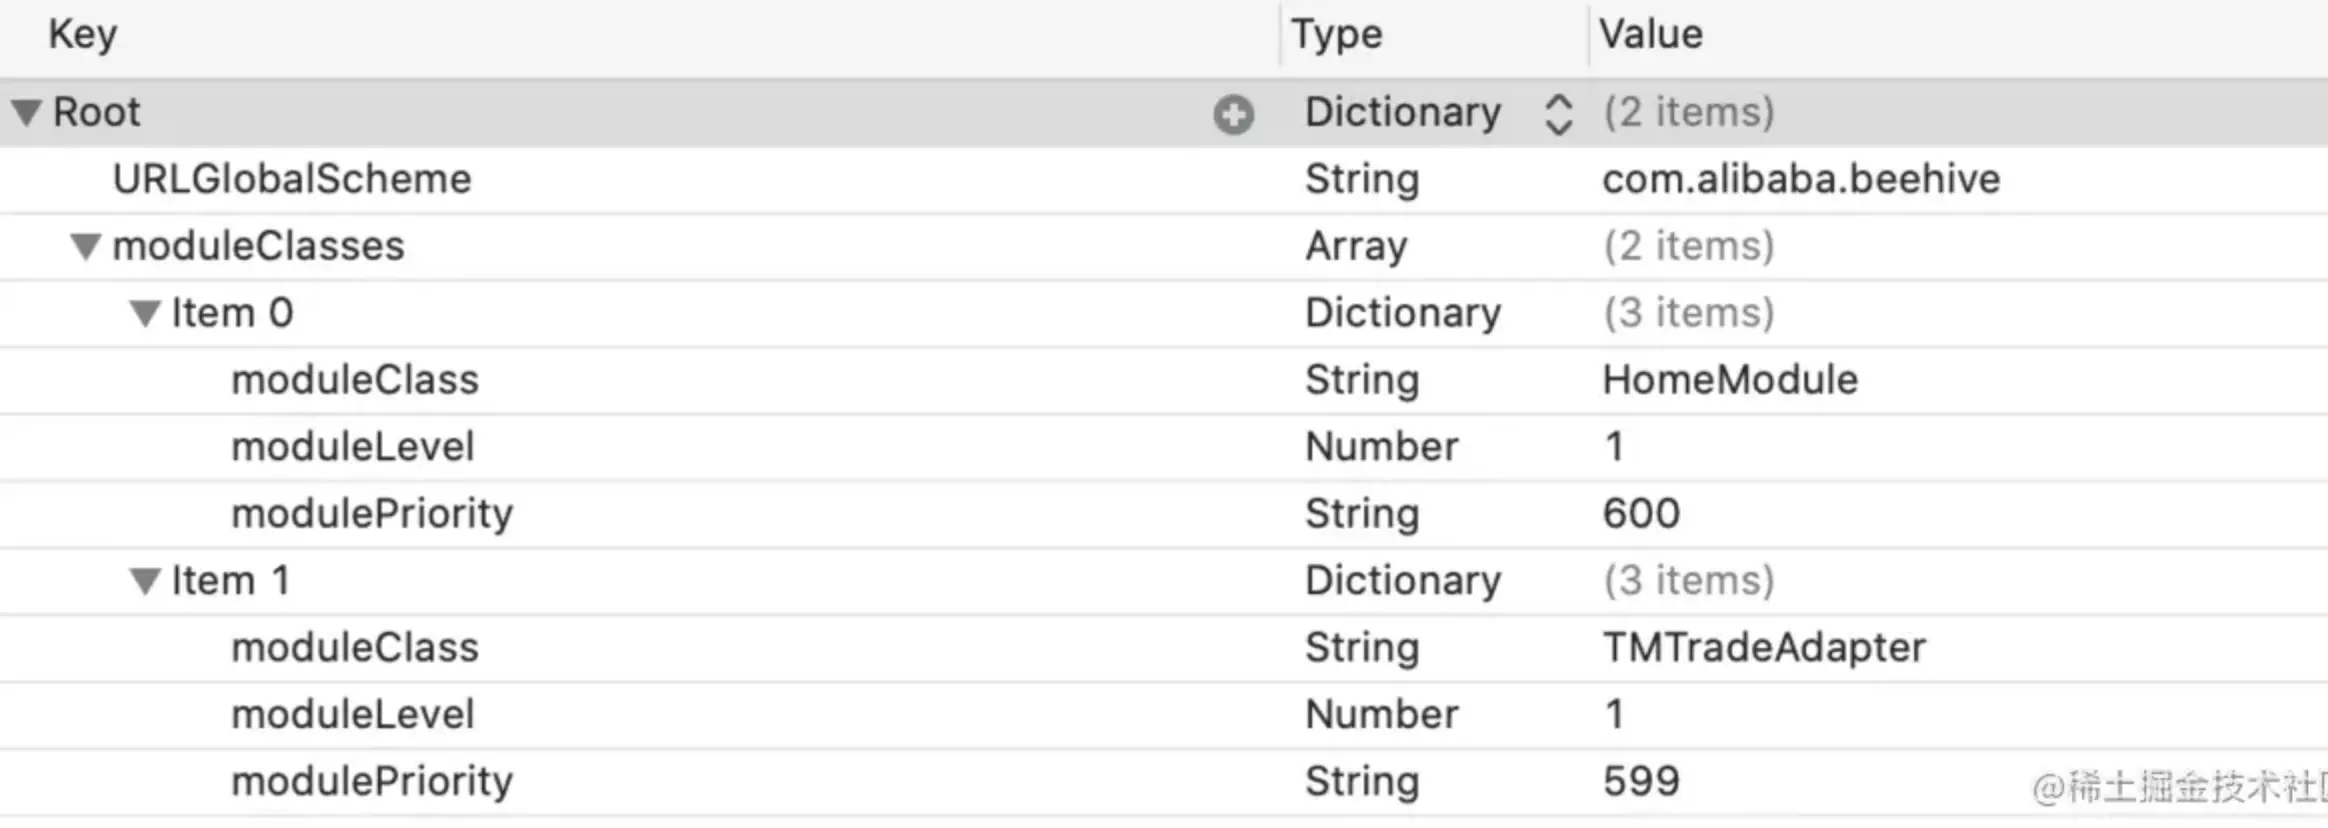 Key Type Value
Root Dictionary (2 items)
URLGlobalScheme String com.alibaba.beehive
moduleClasses Array (2 items)
Item 0 Dictionary (3 items)
moduleClass String HomeModule
moduleLevel Number 1
modulePriority String 600
Item 1 Dictionary (3 items)
moduleClass String TMTradeAdapter
moduleLevel Number 1
modulePriority String 599
@稀土掘金技术社区